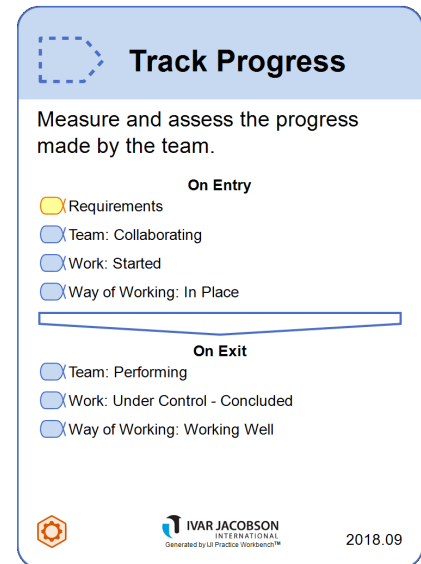 Track Progress
Measure and assess the progress
made by the team.
On Entry
Requirements
Team: Collaborating
Work: Started
Way of Working: In Place
On Exit
Team: Performing
Work: Under Control - Concluded
Way of Working: Working Well
IVAR JACOBSON
INTERNATIONAL
Generated by IJI Practice Workbench™
2018.09